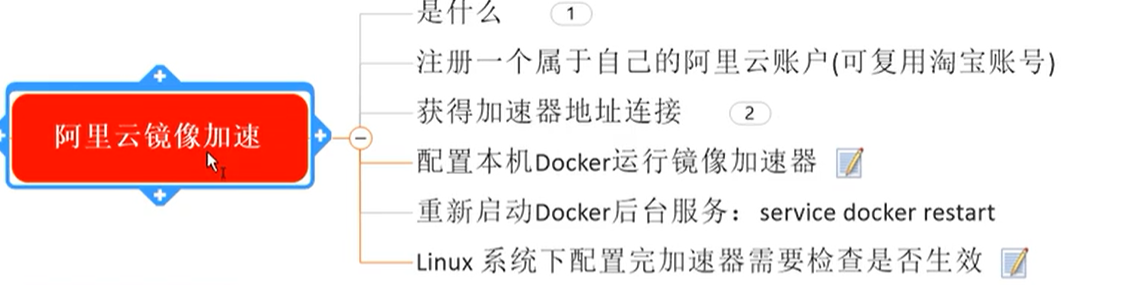 是什么 1
注册一个属于自己的阿里云账户(可复用淘宝账号)
获得加速器地址连接 2
阿里云镜像加速
配置本机Docker运行镜像加速器
重新启动Docker后台服务：service docker restart
Linux 系统下配置完加速器需要检查是否生效